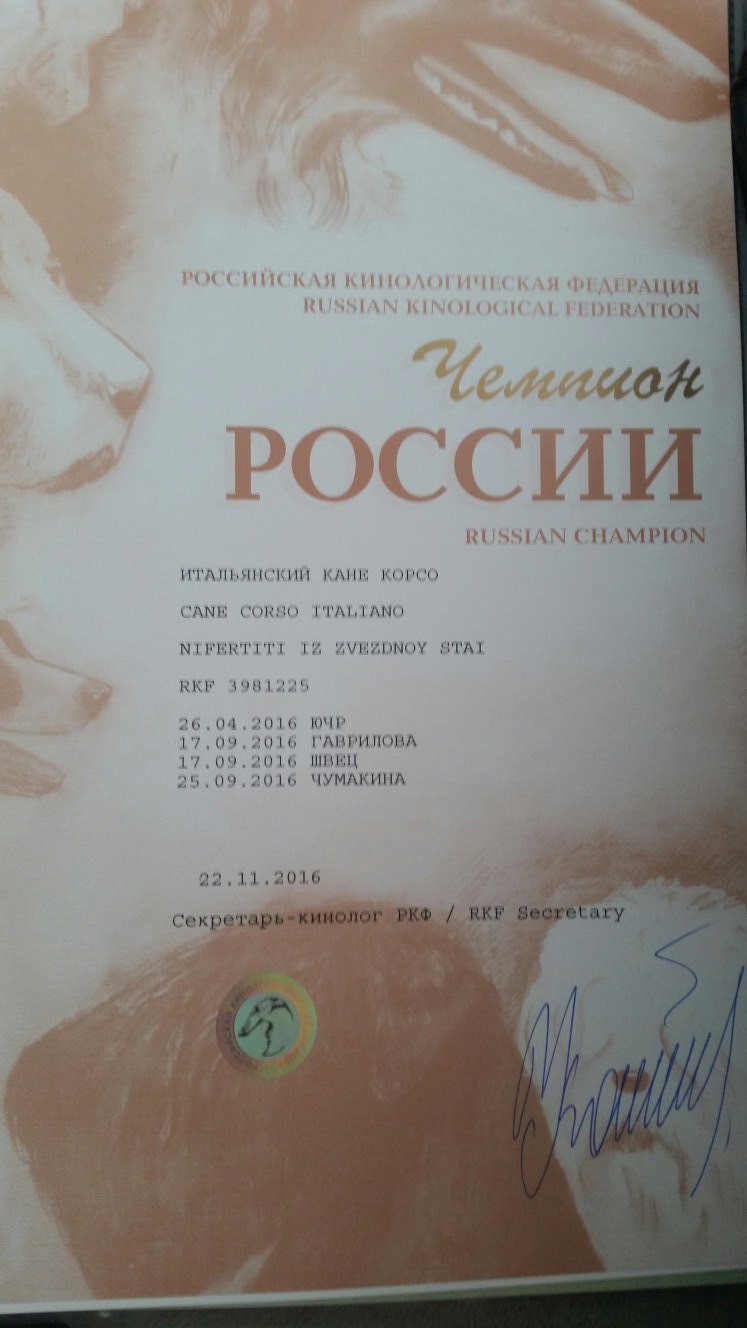 РОССИЙСКАЯ КИНОЛОГИЧЕСКАЯ ФЕДЕРАЦИЯ
RUSSIAN KINOLOGICAL FEDERATION
Чемпион
РОССИИ
RUSSIAN CHAMPION
ИТАЛЬЯНСКИЙ КАНЕ КОРСО
CANE CORSO ITALIANO
NIFERTITI IZ ZVEZDNOY STAI
RKF 3981225
26.04.2016 ЮЧР
17.09.2016 ГАВРИЛОВА
17.09.2016 ШВЕЦ
25.09.2016 ЧУМАКИНА
22.11.2016
Секретарь-кинолог РКФ / RKF Secretary